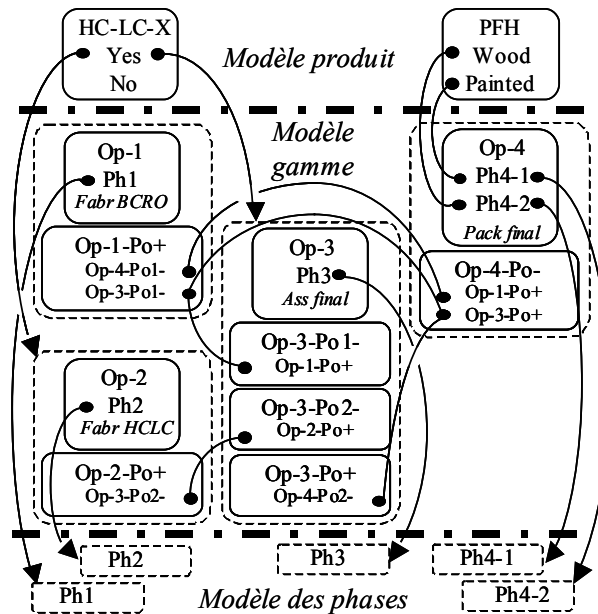 HC-LC-X
Yes
No
Modèle produit
PFH
Wood
Painted
Modèle
gamme
Op-1
Ph1
Fabr BCRO
Op-1-Po+
Op-4-Po1-
Op-3-Po1-
Op-2
Ph2
Fabr HCLC
Op-2-Po+
Op-3-Po2-
Op-3
Ph3
Ass final
Op-3-Po1-
Op-1-Po+
Op-3-Po2-
Op-2-Po+
Op-3-Po+
Op-4-Po2-
Op-4
Ph4-1
Ph4-2
Pack final
Op-4-Po-
Op-1-Po+
Op-3-Po+
Ph2
Ph3
Ph4-1
Ph1
Modèle des phases
Ph4-2